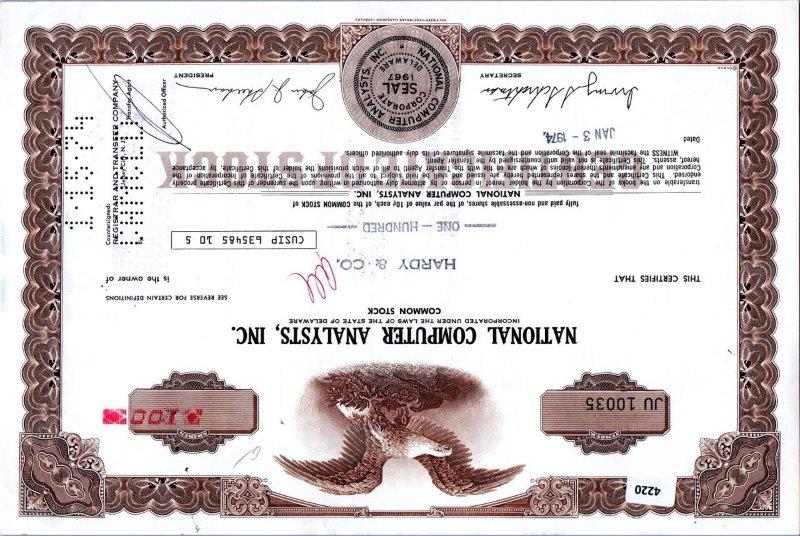 4220
JU 10035
*100*
NATIONAL COMPUTER ANALYSTS, INC.
INCORPORATED UNDER THE LAWS OF THE STATE OF DELAWARE
COMMON STOCK
SEE REVERSE FOR CERTAIN DEFINITIONS
THIS CERTIFIES THAT
is the owner of
HARDY & CO.
CUSIP 635485 10 5
ONE-HUNDRED
fully paid and non-assessable shares, of the par value of 10¢ each, of the COMMON STOCK of
NATIONAL COMPUTER ANALYSTS, INC.
transferable on the books of the Corporation by the holder hereof in person or by attorney duly authorized in writing upon the surrender of this Certificate properly
endorsed. This Certificate and the shares represented hereby are issued and shall be held subject to all of the provisions of the Certificate of Incorporation of the
Corporation and any amendments thereto, copies of which are on file with the Transfer Agent to all of which provisions the holder of this Certificate, by acceptance
hereof, assents. This Certificate is not valid until countersigned by the Transfer Agent.
WITNESS the facsimile seal of the Corporation and the facsimile signatures of its duly authorized officers.
Dated
JAN 3 - 1974
SECRETARY
PRESIDENT
NATIONAL COMPUTER ANALYSTS, INC.
CORPORATE
SEAL
1967
DELAWARE
Countersigned:
REGISTRAR AND TRANSFER COMPANY
Jersey City, N. J.
Transfer Agent
Authorized Officer